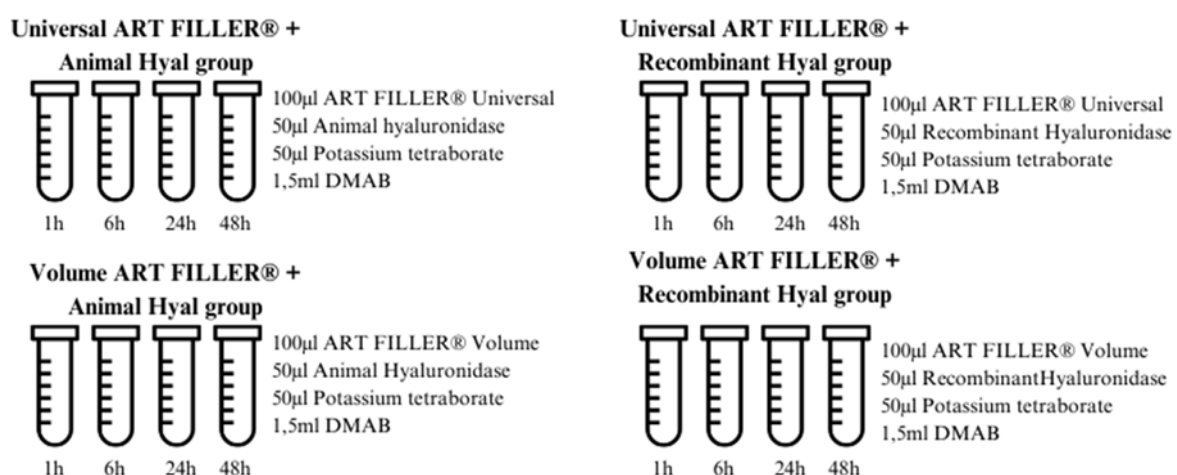 Universal ART FILLER® +
Animal Hyal group
100µl ART FILLER® Universal
50µl Animal hyaluronidase
50µl Potassium tetraborate
1,5ml DMAB
1h 6h 24h 48h
Universal ART FILLER® +
Recombinant Hyal group
100µl ART FILLER® Universal
50µl Recombinant Hyaluronidase
50µl Potassium tetraborate
1,5ml DMAB
1h 6h 24h 48h
Volume ART FILLER® +
Animal Hyal group
100µl ART FILLER® Volume
50µl Animal Hyaluronidase
50µl Potassium tetraborate
1,5ml DMAB
1h 6h 24h 48h
Volume ART FILLER® +
Recombinant Hyal group
100µl ART FILLER® Volume
50µl RecombinantHyaluronidase
50µl Potassium tetraborate
1,5ml DMAB
1h 6h 24h 48h